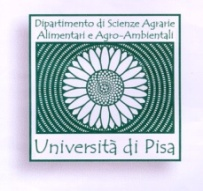 Dipartimento di Scienze Agrarie
Alimentari e Agro-Ambientali
Università di Pisa